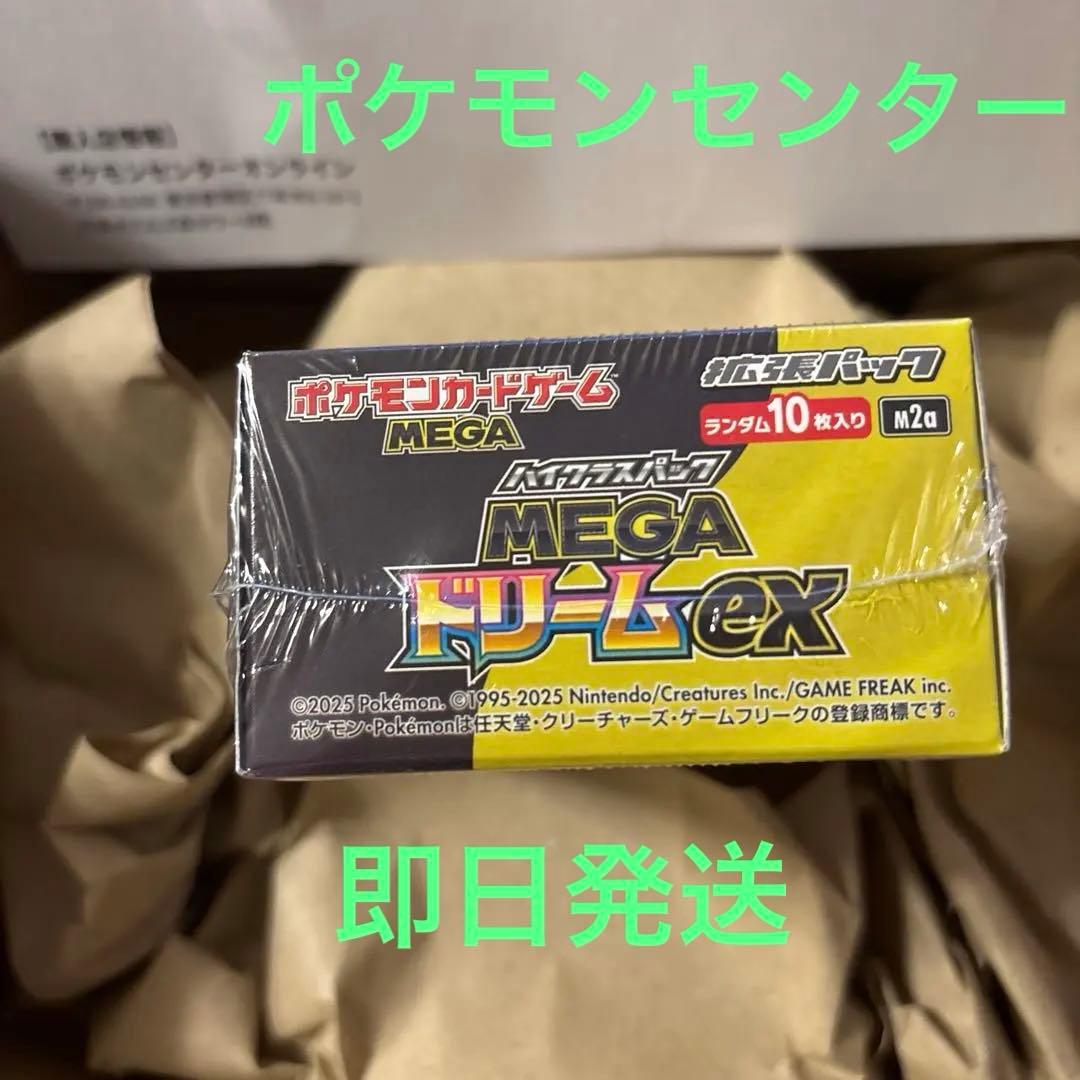 ポケモンセンター
ポケモンセンターオンライン
ポケモンカードゲーム
MEGA
拡張パック
ランダム10枚入り
M2a
ハイクラスパック
MEGA
ドリームex
©2025 Pokémon. ©1995-2025 Nintendo/Creatures Inc./GAME FREAK inc.
ポケモン・Pokémonは任天堂・クリーチャーズ・ゲームフリークの登録商標です。
即日発送